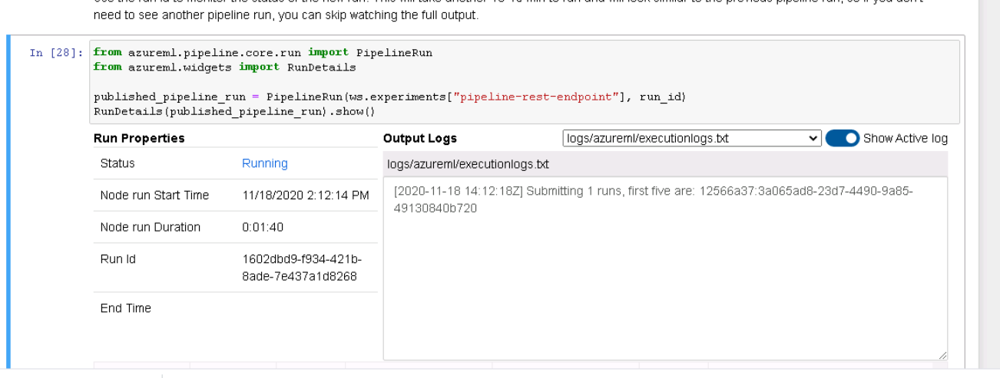 need to see another pipeline run, you can skip watching the full output.
In [28]: from azureml.pipeline.core.run import PipelineRun
from azureml.widgets import RunDetails
published_pipeline_run = PipelineRun(ws.experiments["pipeline-rest-endpoint"], run_id)
RunDetails(published_pipeline_run).show()
Run Properties
Output Logs
logs/azureml/executionlogs.txt
Show Active log
Status Running
Node run Start Time 11/18/2020 2:12:14 PM
Node run Duration 0:01:40
Run Id 1602dbd9-f934-421b-
8ade-7e437a1d8268
End Time
logs/azureml/executionlogs.txt
[2020-11-18 14:12:18Z] Submitting 1 runs, first five are: 12566a37:3a065ad8-23d7-4490-9a85-
49130840b720